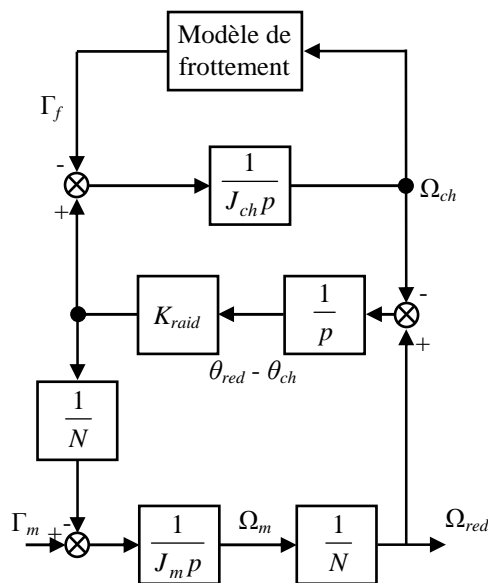 Modèle de
frottement
Γf
-
+
1
Jch p
Ωch
-
+
Kraid
1
p
θred - θch
1
N
Γm
+
-
1
Jm p
Ωm
1
N
Ωred